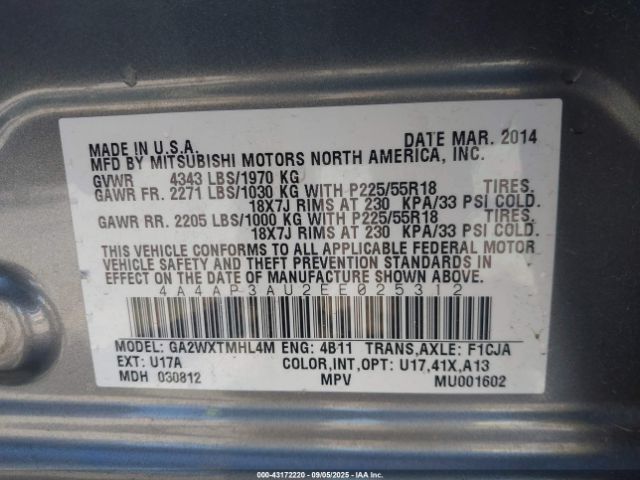 MADE IN U.S.A. DATE MAR. 2014
MFD BY MITSUBISHI MOTORS NORTH AMERICA, INC.
GVWR 4343 LBS/1970 KG
GAWR FR. 2271 LBS/1030 KG WITH P225/55R18 TIRES.
18X7J RIMS AT 230 KPA/33 PSI COLD.
GAWR RR. 2205 LBS/1000 KG WITH P225/55R18 TIRES.
18X7J RIMS AT 230 KPA/33 PSI COLD.
THIS VEHICLE CONFORMS TO ALL APPLICABLE FEDERAL MOTOR
VEHICLE SAFETY AND THEFT PREVENTION STANDARDS IN
EFFECT ON THE DATE OF MANUFACTURE SHOWN ABOVE.
4A4AP3AU2EE025312
MODEL: GA2WXTMHL4M ENG: 4B11 TRANS,AXLE: F1CJA
EXT: U17A COLOR,INT,OPT: U17,41X,A13
MDH 030812 MPV MU001602
000-43172220 - 09/05/2025 - IAA Inc.